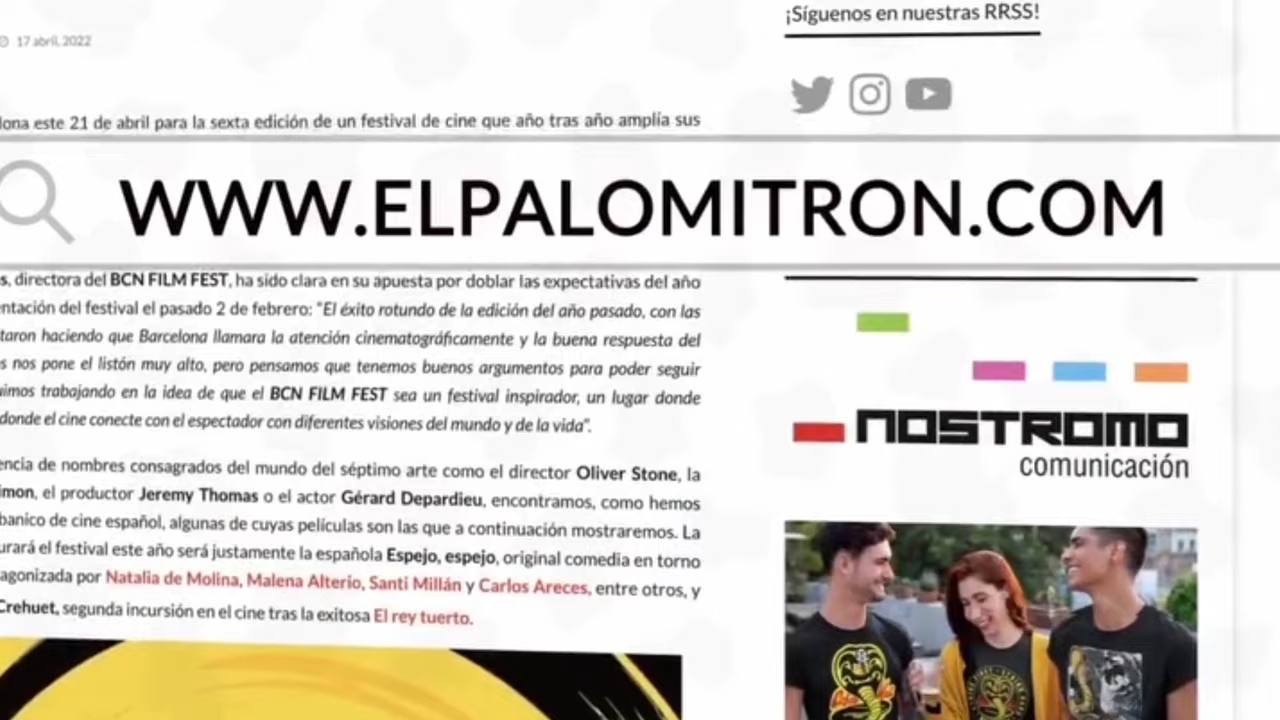 ¡Síguenos en nuestras RRSS!
17 abril, 2022
este 21 de abril para la sexta edición de un festival de cine que año tras año amplía sus
WWW.ELPALOMITRON.COM
directora del BCN FILM FEST, ha sido clara en su apuesta por doblar las expectativas del año
del festival el pasado 2 de febrero: “El éxito rotundo de la edición del año pasado, con las
haciendo que Barcelona llamara la atención cinematográficamente y la buena respuesta del
nos pone el listón muy alto, pero pensamos que tenemos buenos argumentos para poder seguir
trabajando en la idea de que el BCN FILM FEST sea un festival inspirador, un lugar donde
donde el cine conecte con el espectador con diferentes visiones del mundo y de la vida”.
de nombres consagrados del mundo del séptimo arte como el director Oliver Stone, la
el productor Jeremy Thomas o el actor Gérard Depardieu, encontramos, como hemos
de cine español, algunas de cuyas películas son las que a continuación mostraremos. La
el festival este año será justamente la española Espejo, espejo, original comedia en torno
por Natalia de Molina, Malena Alterio, Santi Millán y Carlos Areces, entre otros, y
Crehuet, segunda incursión en el cine tras la exitosa El rey tuerto.
NOSTROMO
comunicación